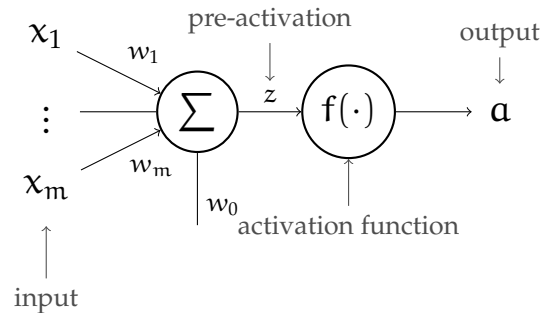 pre-activation
output
x₁
w₁
z
∑
f(·)
a
⋮
wₘ
xₘ
w₀
activation function
input